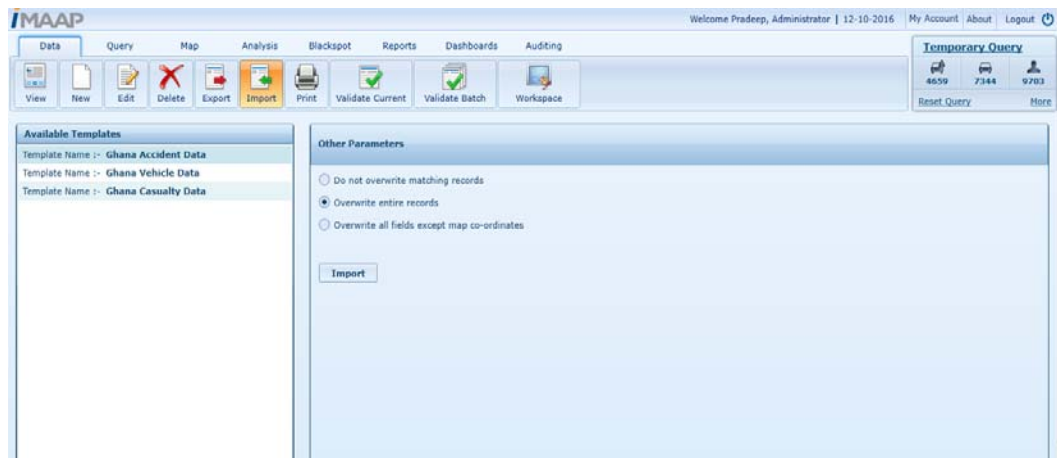 iMAAP
Welcome Pradeep, Administrator | 12-10-2016 My Account About Logout
Data Query Map Analysis Blackspot Reports Dashboards Auditing
View New Edit Delete Export Import Print Validate Current Validate Batch Workspace
Temporary Query
4659 7344 9703
Reset Query More
Available Templates
Template Name :- Ghana Accident Data
Template Name :- Ghana Vehicle Data
Template Name :- Ghana Casualty Data
Other Parameters
Do not overwrite matching records
Overwrite entire records
Overwrite all fields except map co-ordinates
Import